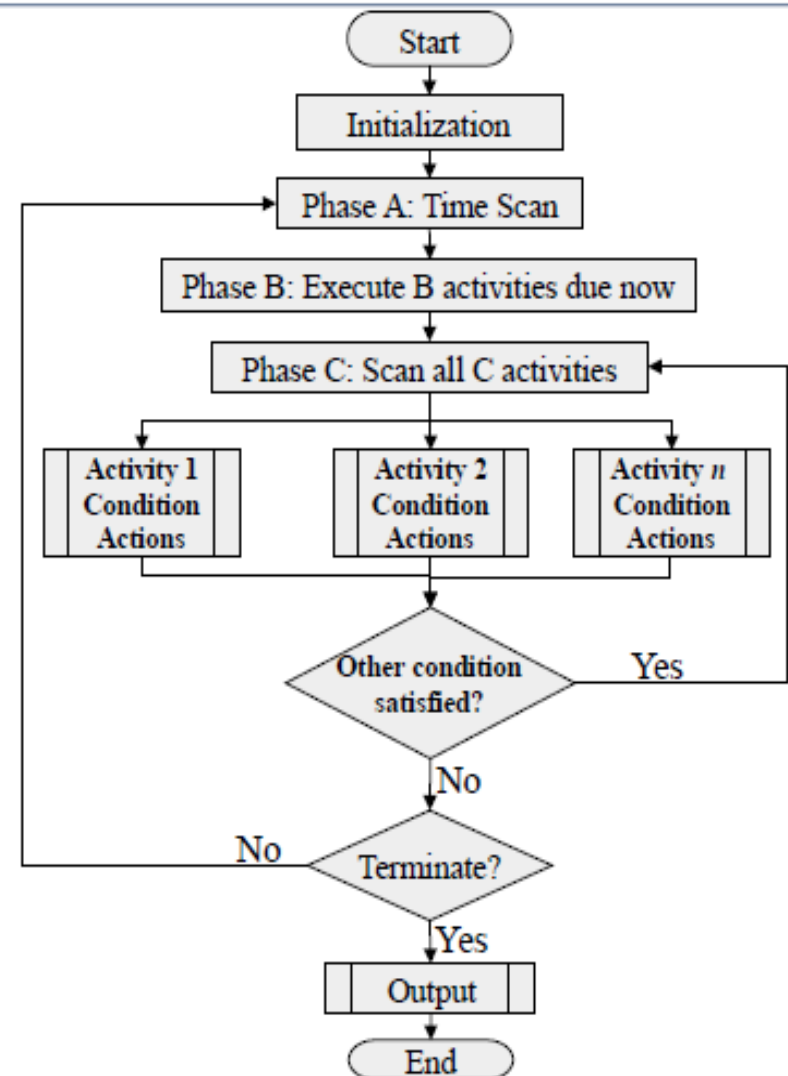 Start
Initialization
Phase A: Time Scan
Phase B: Execute B activities due now
Phase C: Scan all C activities
Activity 1
Condition
Actions
Activity 2
Condition
Actions
Activity n
Condition
Actions
Other condition
satisfied?
Yes
No
No
Terminate?
Yes
Output
End